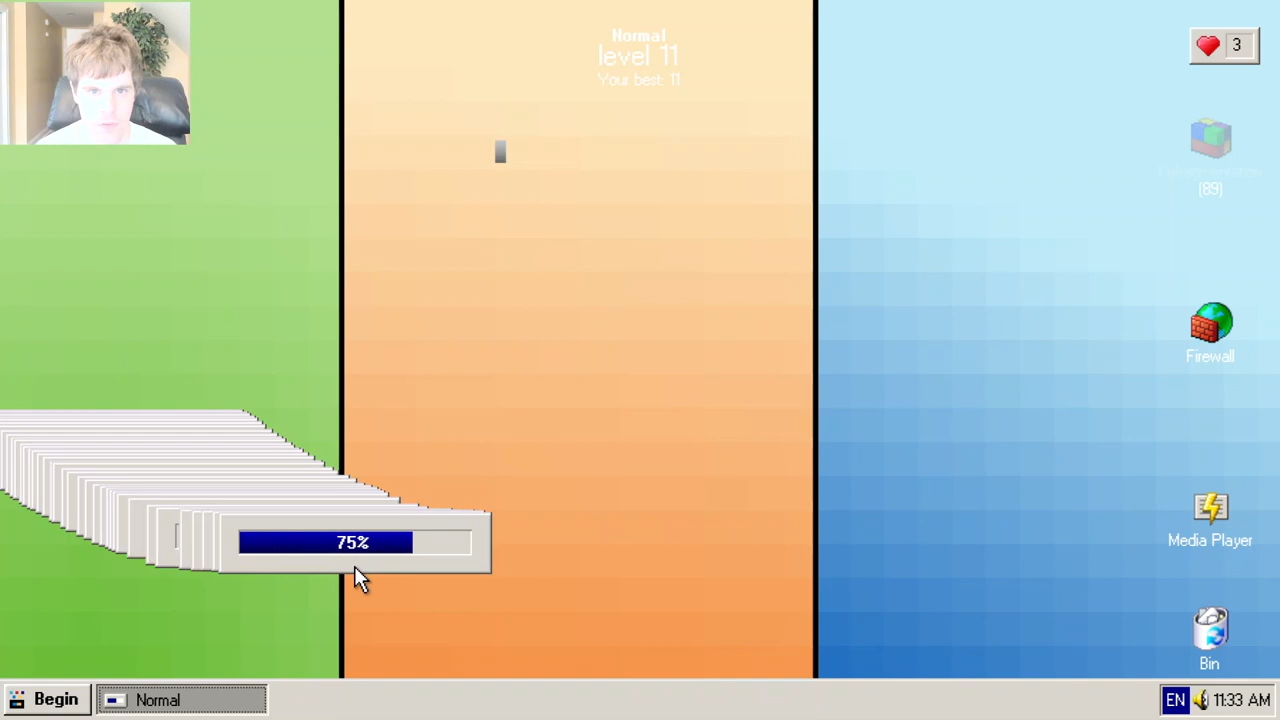 Normal
level 11
Your best: 11
3
(89)
Firewall
Media Player
75%
Bin
Begin
Normal
EN
11:33 AM